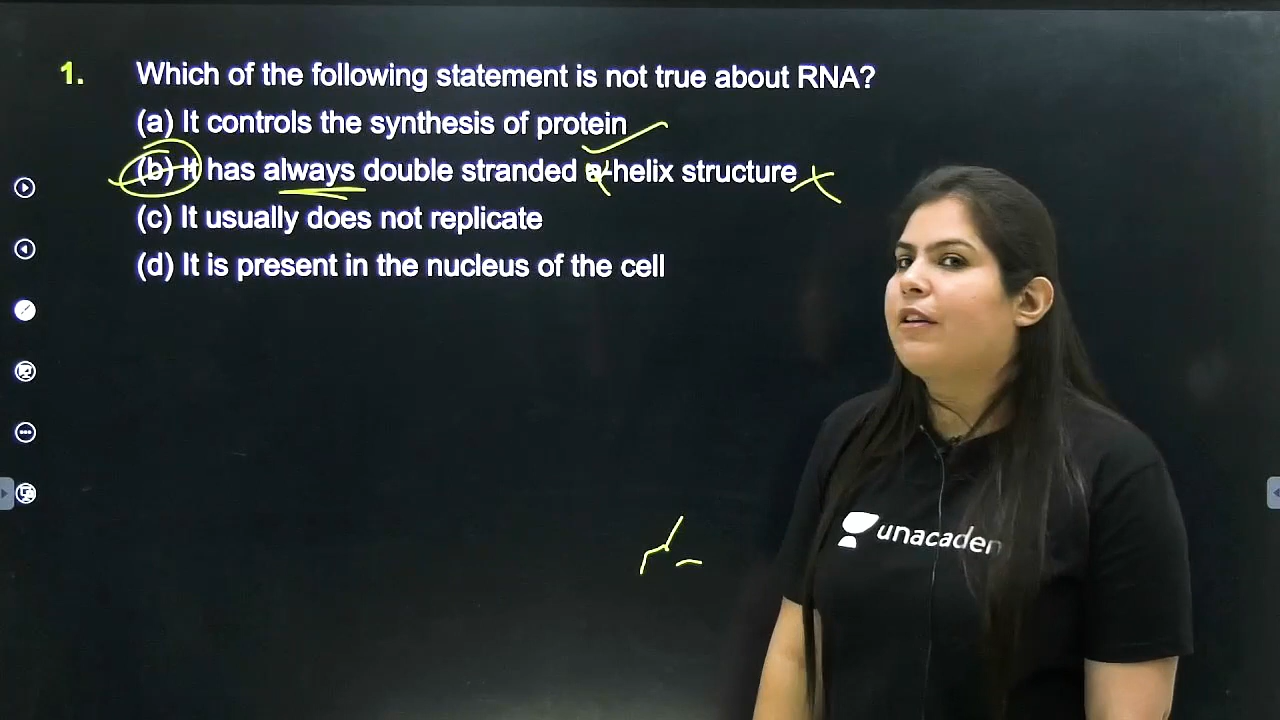 1. Which of the following statement is not true about RNA?
(a) It controls the synthesis of protein
(b) It has always double stranded α-helix structure
(c) It usually does not replicate
(d) It is present in the nucleus of the cell
unacadem